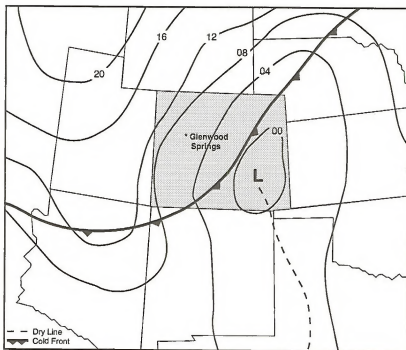 16
12
08
20
04
00
* Glenwood
Springs
L
Dry Line
Cold Front